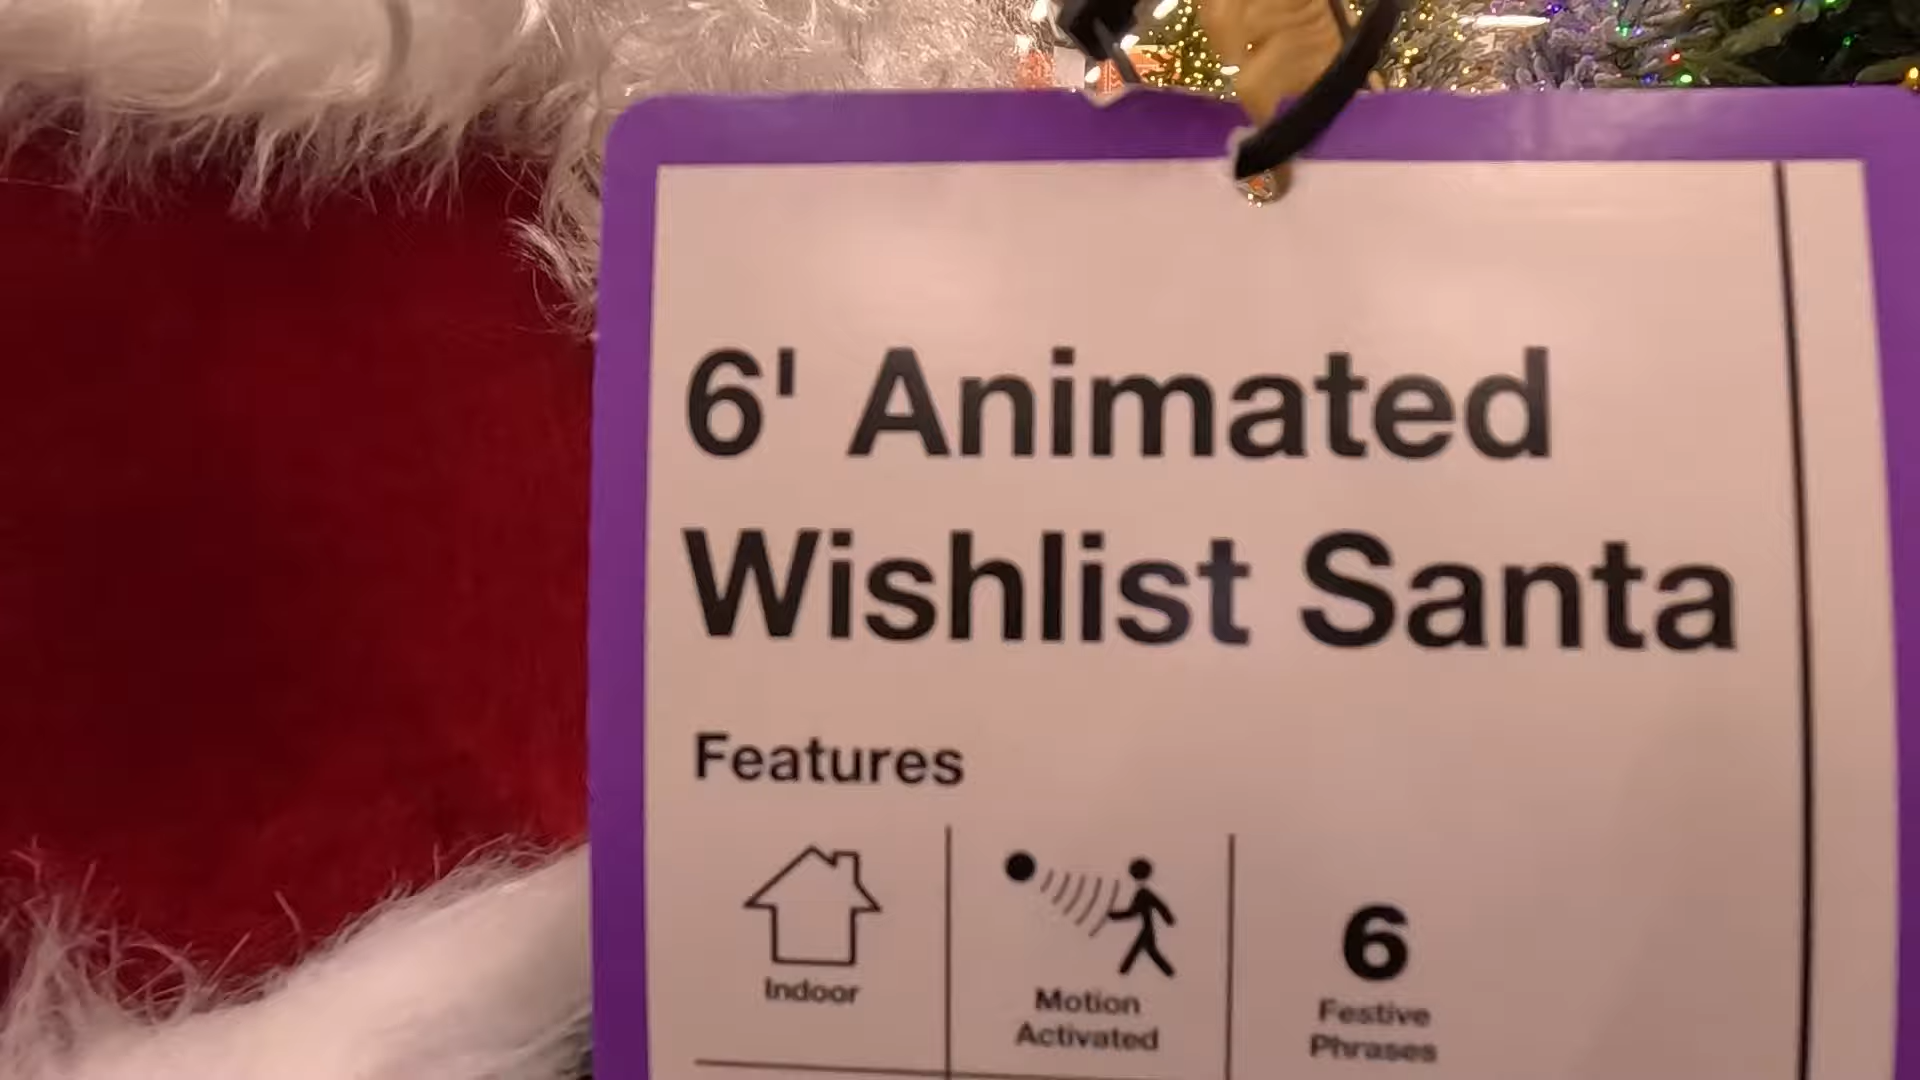 6' Animated
Wishlist Santa
Features
Indoor
Motion
Activated
6
Festive
Phrases